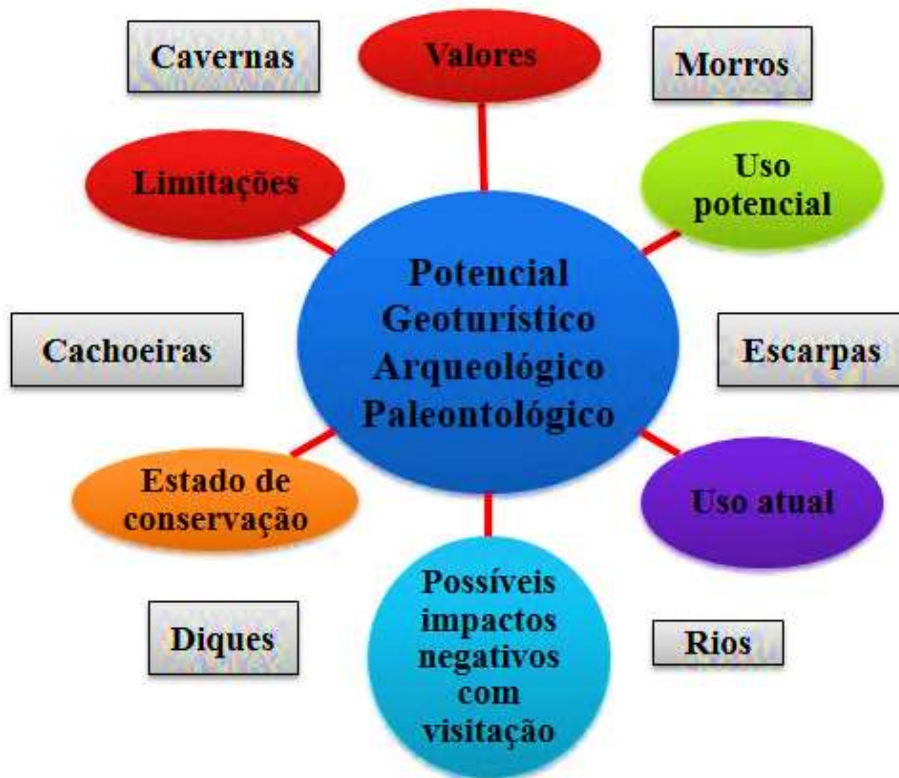 Cavernas
Valores
Morros
Limitações
Uso
potencial
Potencial
Geoturístico
Arqueológico
Paleontológico
Cachoeiras
Escarpas
Estado de
conservação
Uso atual
Possíveis
impactos
negativos
com
visitação
Diques
Rios